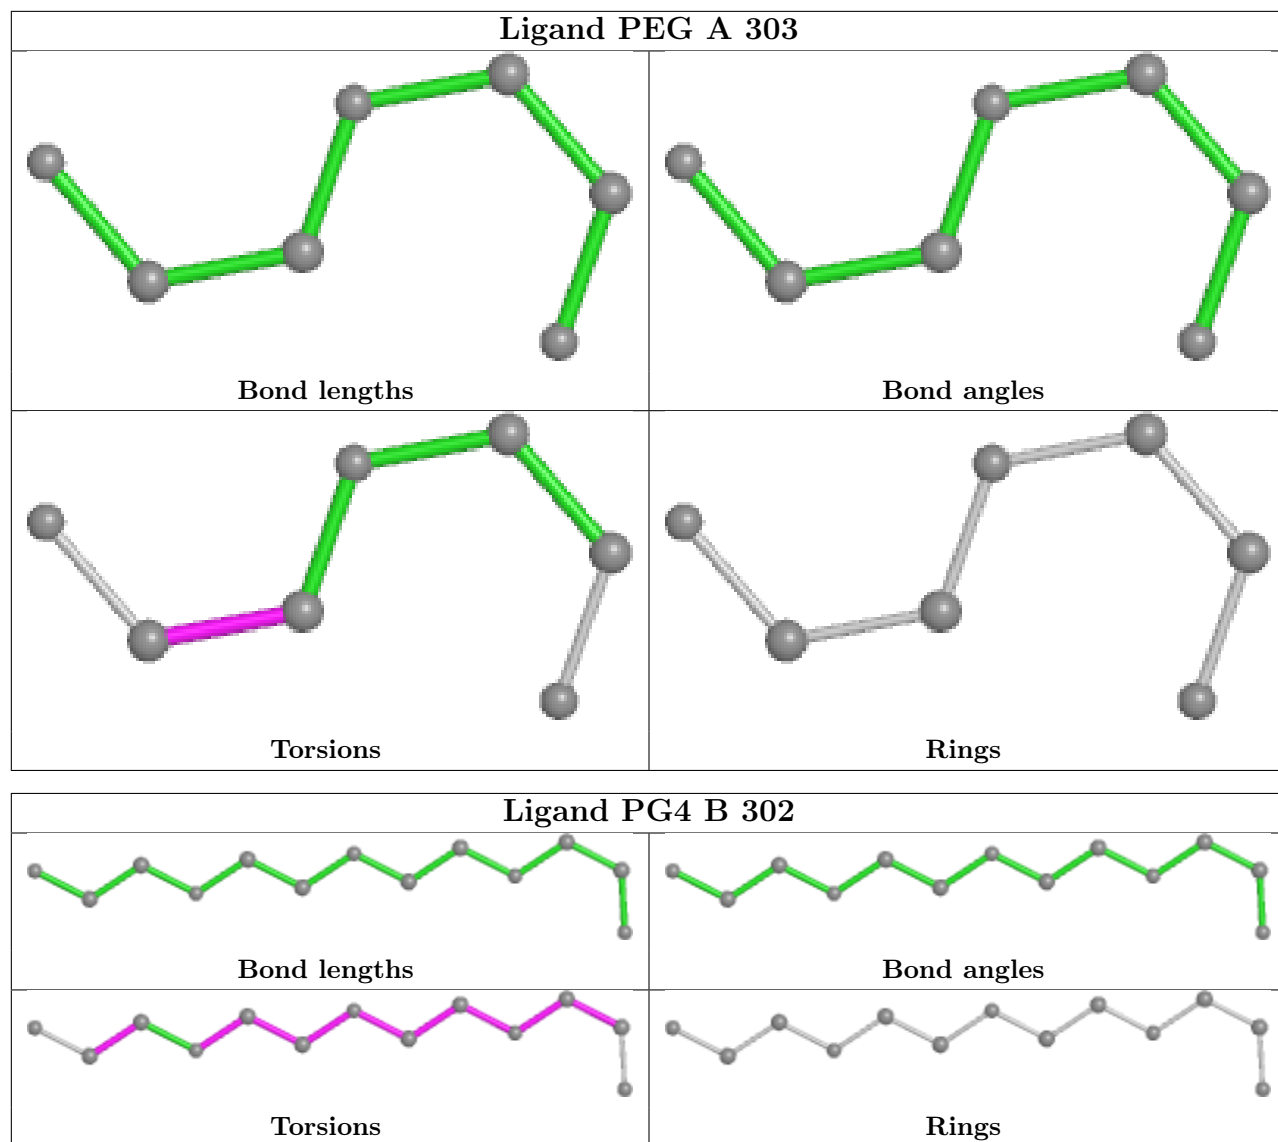 Ligand PEG A 303
Bond lengths
Bond angles
Torsions
Rings
Ligand PG4 B 302
Bond lengths
Bond angles
Torsions
Rings